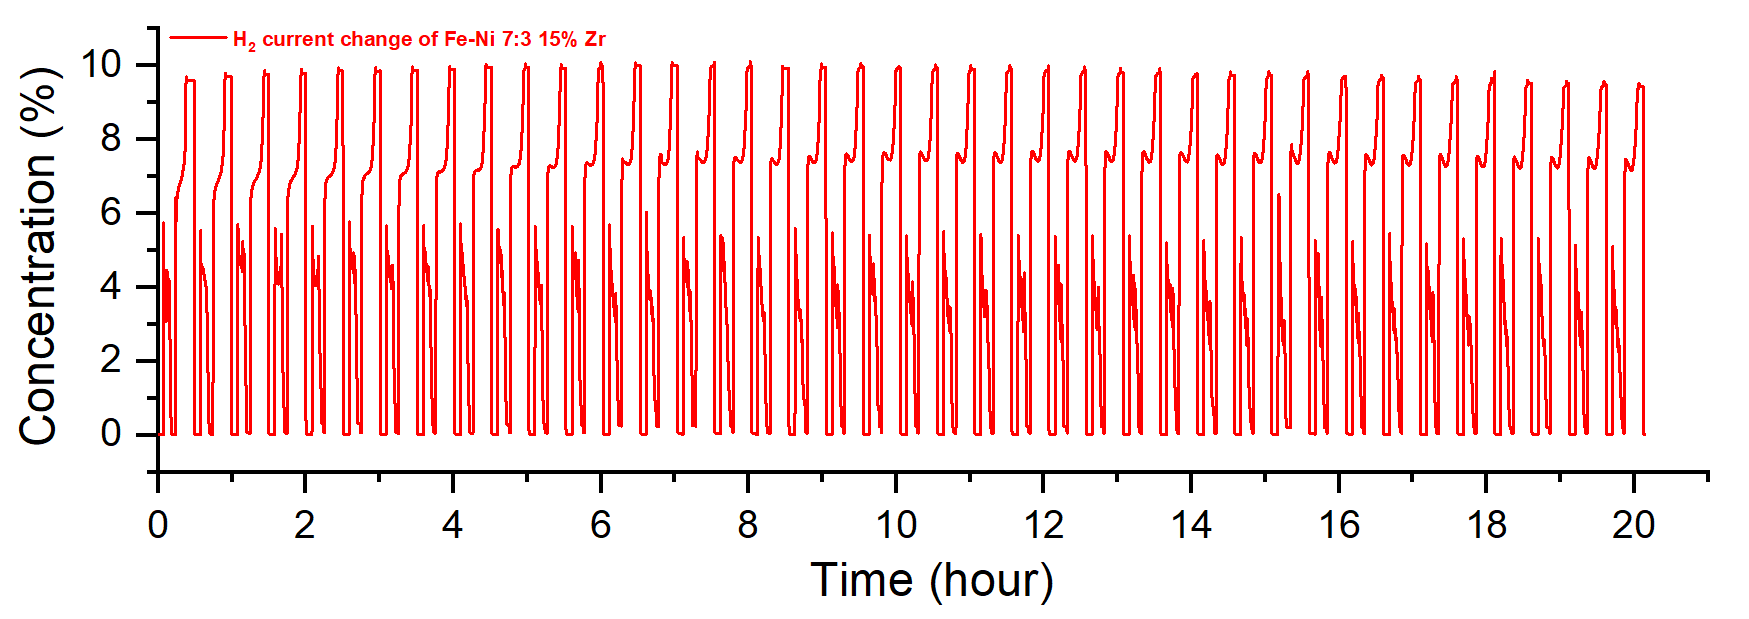 H₂ current change of Fe-Ni 7:3 15% Zr
Concentration (%)
10
8
6
4
2
0
0 2 4 6 8 10 12 14 16 18 20
Time (hour)